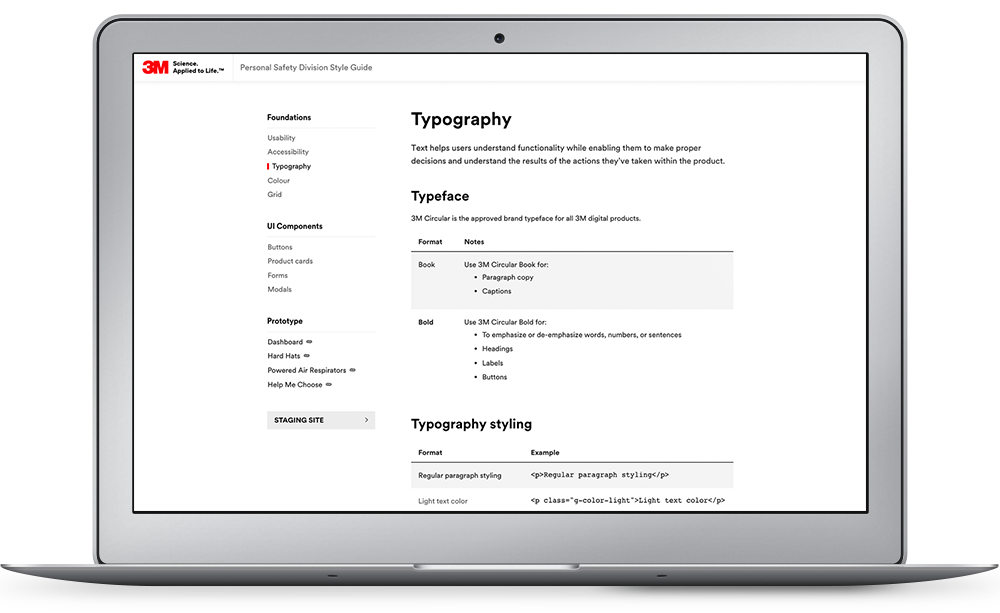 3M Science.
Applied to Life.™
Personal Safety Division Style Guide
Foundations
Usability
Accessibility
Typography
Colour
Grid
UI Components
Buttons
Product cards
Forms
Modals
Prototype
Dashboard
Hard Hats
Powered Air Respirators
Help Me Choose
STAGING SITE
Typography
Text helps users understand functionality while enabling them to make proper
decisions and understand the results of the actions they've taken within the product.
Typeface
3M Circular is the approved brand typeface for all 3M digital products.
Format Notes
Book Use 3M Circular Book for:
• Paragraph copy
• Captions
Bold Use 3M Circular Bold for:
• To emphasize or de-emphasize words, numbers, or sentences
• Headings
• Labels
• Buttons
Typography styling
Format Example
Regular paragraph styling <p>Regular paragraph styling</p>
Light text color <p class="g-color-light">Light text color</p>